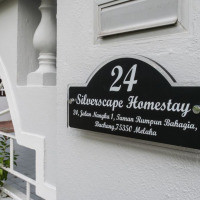 24
Silverscape Homestay
24, Jalan Nangka 1, Taman Rumpun Bahagia,
Bachang, 75350 Melaka